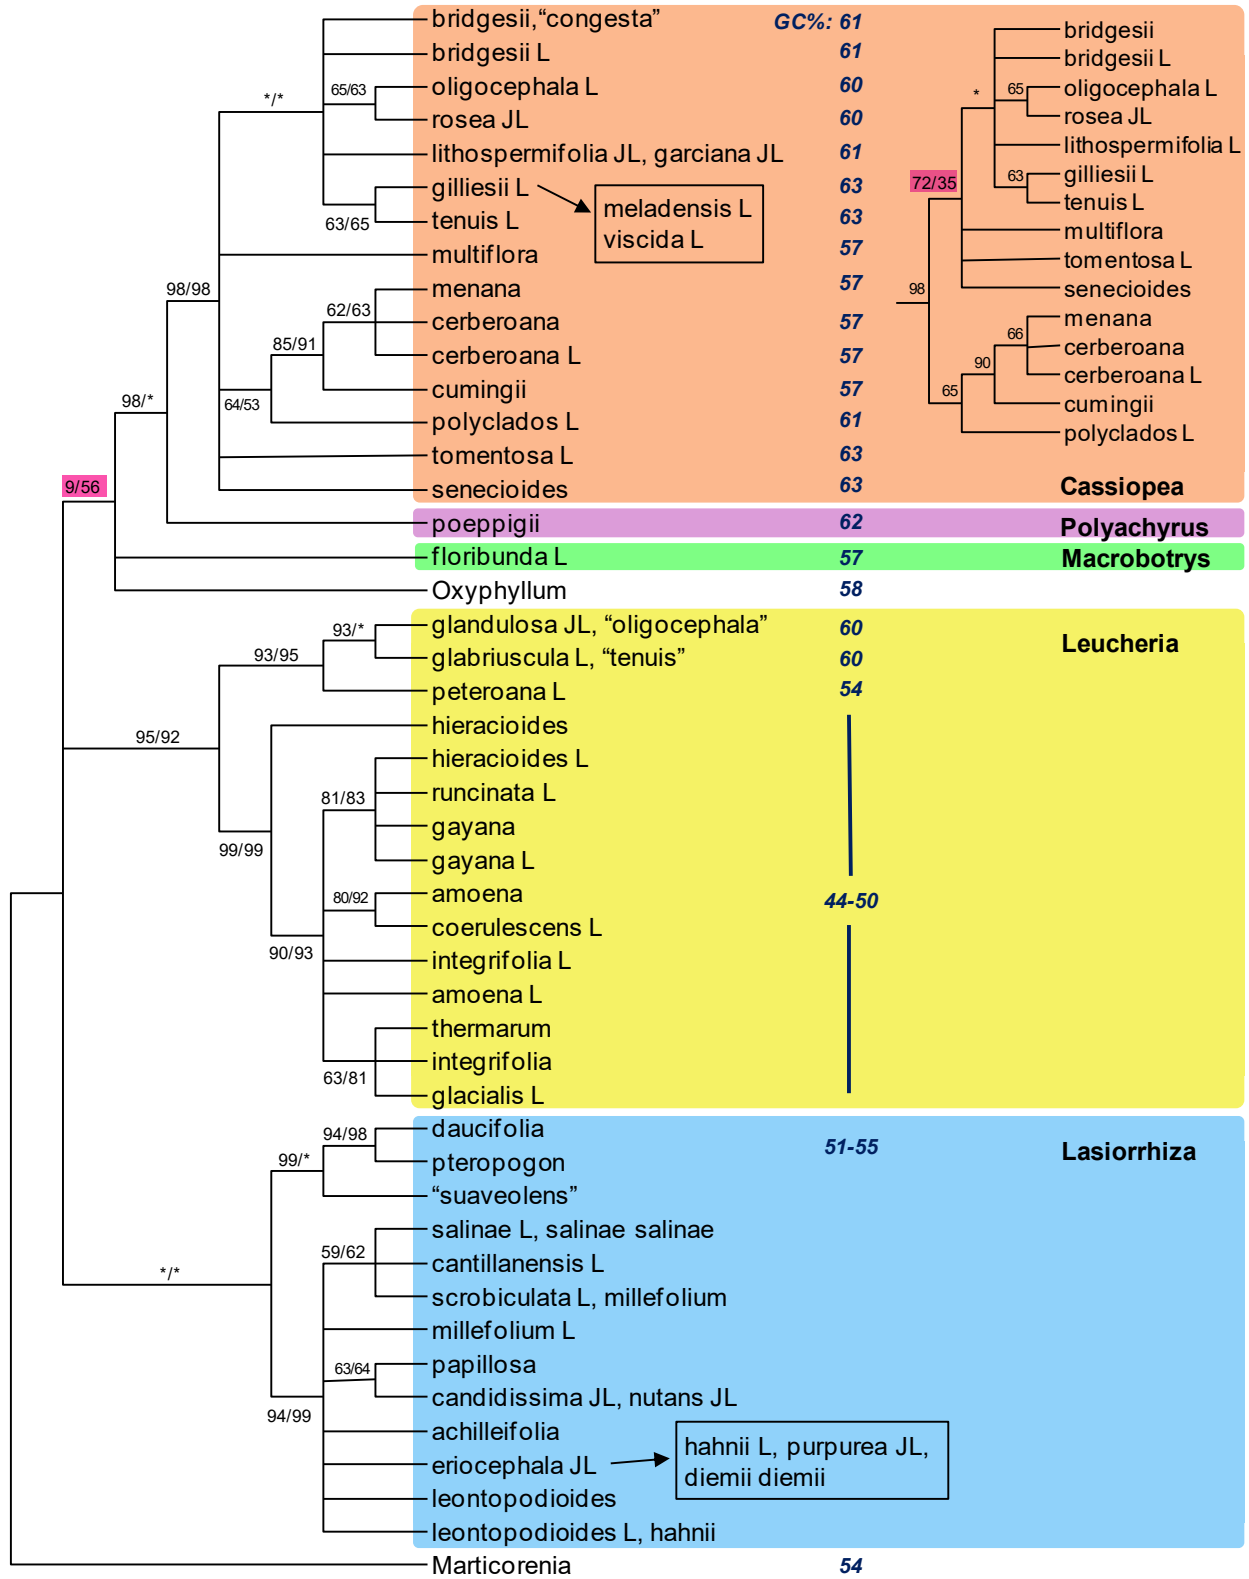 bridgesii,“congesta”
GC%: 61
bridgesii L
61
65/63
oligocephala L
60
*/*
rosea JL
60
lithospermifolia JL, garciana JL
61
gilliesii L
63
meladensis L
viscida L
63/65
tenuis L
63
multiflora
57
98/98
menana
57
62/63
cerberoana
57
85/91
cerberoana L
57
cumingii
57
64/53
polyclados L
61
98/*
tomentosa L
63
9/56
senecioides
63
bridgesii
bridgesii L
65
oligocephala L
*
rosea JL
lithospermifolia L
72/35
gilliesii L
63
tenuis L
multiflora
tomentosa L
98
senecioides
menana
66
cerberoana
90
cerberoana L
65
cumingii
polyclados L
Cassiopea
poeppigii
62
Polyachyrus
floribunda L
57
Macrobotrys
Oxyphyllum
58
glandulosa JL, “oligocephala”
60
Leucheria
93/*
93/95
glabriuscula L, “tenuis”
60
peteroana L
54
95/92
hieracioides
hieracioides L
81/83
runcinata L
gayana
99/99
gayana L
80/92
amoena
44-50
coerulescens L
90/93
integrifolia L
amoena L
thermarum
63/81
integrifolia
glacialis L
daucifolia
51-55
Lasiorrhiza
94/98
99/*
pteropogon
“suaveolens”
salinae L, salinae salinae
59/62
cantillanensis L
*/*
scrobiculata L, millefolium
millefolium L
63/64
papillosa
candidissima JL, nutans JL
94/99
achilleifolia
eriocephala JL
hahnii L, purpurea JL,
diemii diemii
leontopodioides
leontopodioides L, hahnii
Marticorenia
54